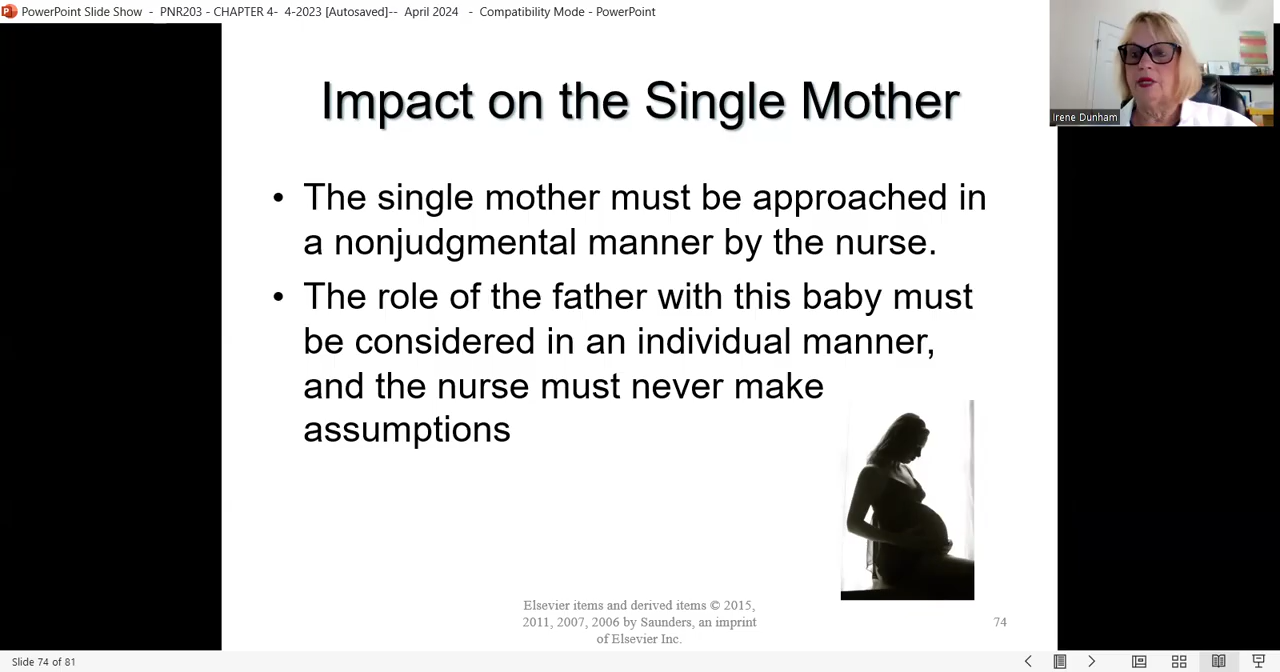 PowerPoint Slide Show - PNR203 - CHAPTER 4- 4-2023 [Autosaved]-- April 2024 - Compatibility Mode - PowerPoint
Irene Dunham
Impact on the Single Mother
• The single mother must be approached in
a nonjudgmental manner by the nurse.
• The role of the father with this baby must
be considered in an individual manner,
and the nurse must never make
assumptions
Elsevier items and derived items © 2015,
2011, 2007, 2006 by Saunders, an imprint
of Elsevier Inc.
74
Slide 74 of 81